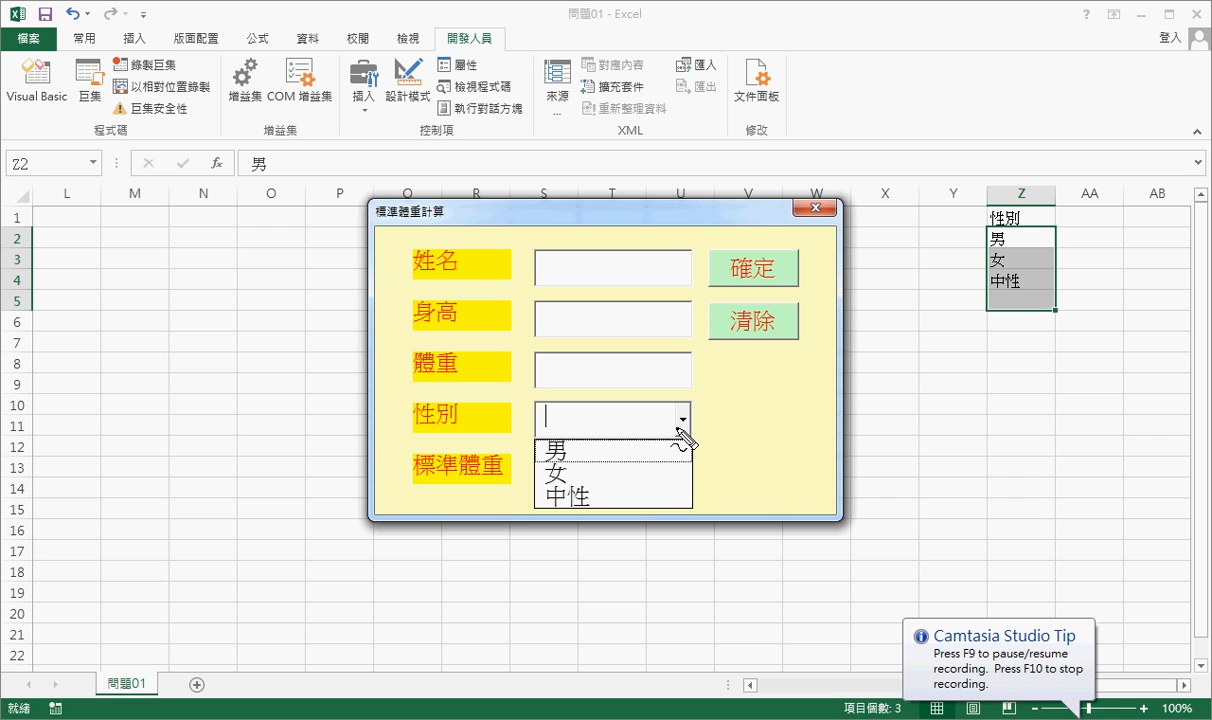 問題01 - Excel
檔案 常用 插入 版面配置 公式 資料 校閱 檢視 開發人員 登入
Visual Basic
巨集
錄製巨集
以相對位置錄製
巨集安全性
程式碼
增益集
COM 增益集
增益集
插入
設計模式
屬性
檢視程式碼
執行對話方塊
控制項
來源
...
對應內容
擴充套件
重新整理資料
匯入
匯出
XML
文件面板
修改
Z2 fx 男
L M N O P Q R S T U V W X Y Z AA AB
1
2
3
4
5
6
7
8
9
10
11
12
13
14
15
16
17
18
19
20
21
22
性別
男
女
中性
標準體重計算
姓名
確定
身高
清除
體重
性別
男
女
中性
標準體重
Camtasia Studio Tip
Press F9 to pause/resume
recording. Press F10 to stop
recording.
問題01
就緒
項目個數: 3
100%